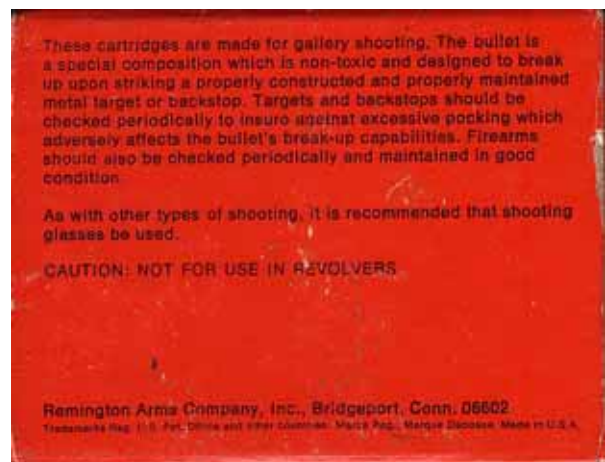 These cartridges are made for gallery shooting. The bullet is
a special composition which is non-toxic and designed to break
up upon striking a properly constructed and properly maintained
metal target or backstop. Targets and backstops should be
checked periodically to insure against excessive pocking which
adversely affects the bullet's break-up capabilities. Firearms
should also be checked periodically and maintained in good
condition.
As with other types of shooting, it is recommended that shooting
glasses be used.
CAUTION: NOT FOR USE IN REVOLVERS
Remington Arms Company, Inc., Bridgeport, Conn. 06602
Trademarks Reg. U.S. Pat. Office and other countries. Marca Reg., Marque Deposee. Made in U.S.A.